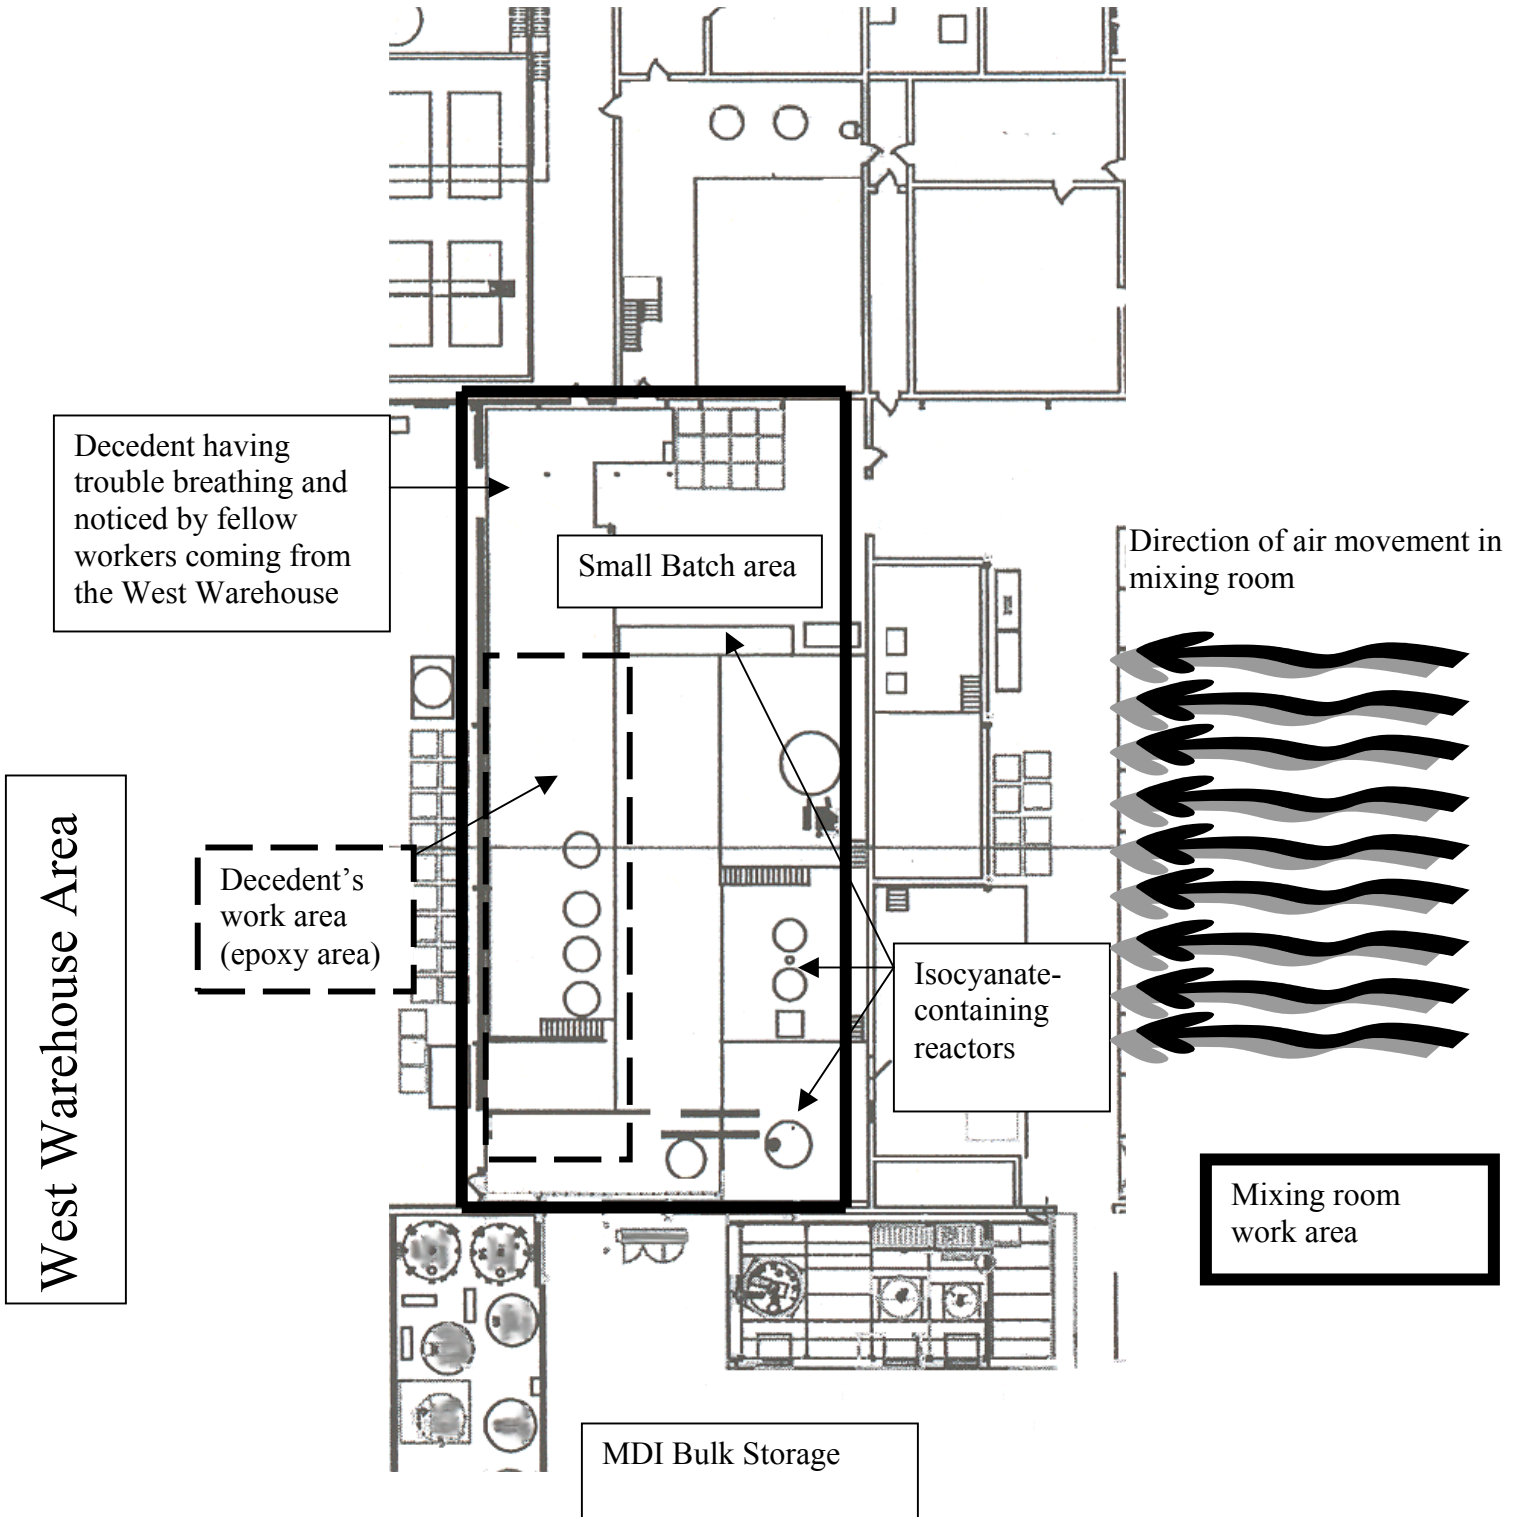 Decedent having
trouble breathing and
noticed by fellow
workers coming from
the West Warehouse
Small Batch area
Direction of air movement in
mixing room
West Warehouse Area
Decedent’s
work area
(epoxy area)
Isocyanate-
containing
reactors
Mixing room
work area
MDI Bulk Storage